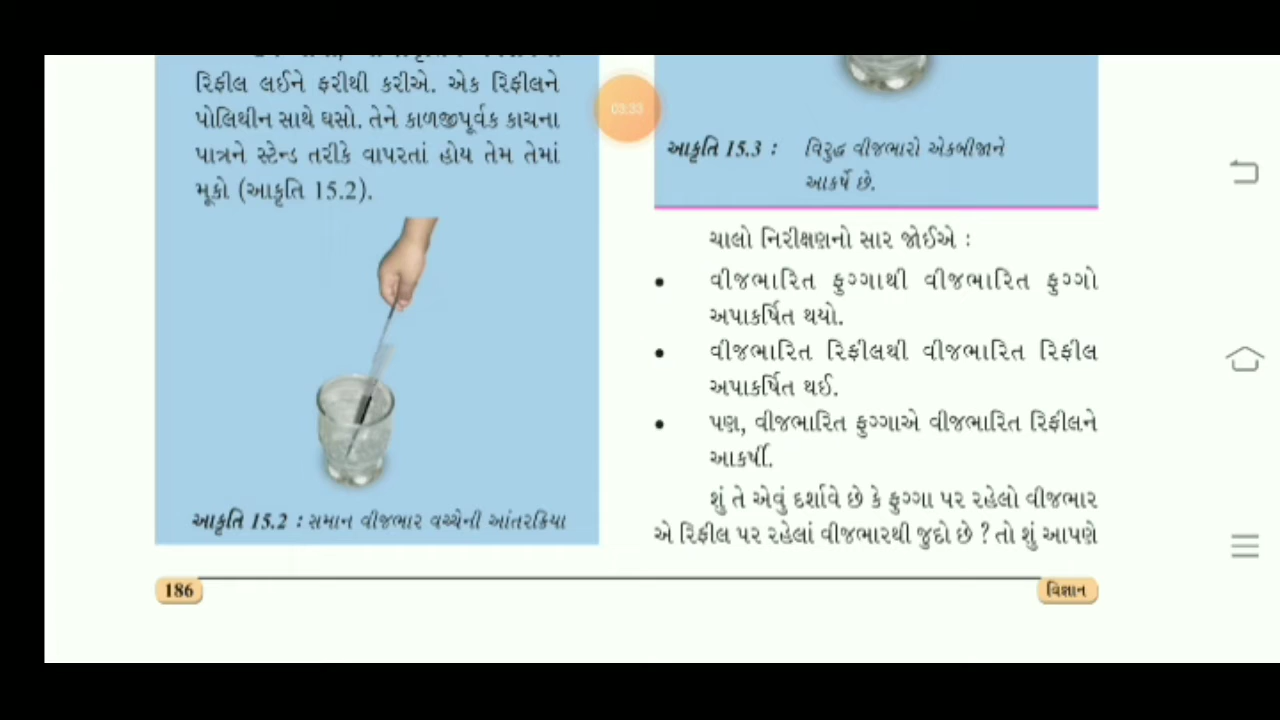 રિફીલ લઈને ફરીથી કરીએ. એક રિફીલને
પોલિથીન સાથે ઘસો. તેને કાળજીપૂર્વક કાચના
પાત્રને સ્ટેન્ડ તરીકે વાપરતાં હોય તેમ તેમાં
મૂકો (આકૃતિ 15.2).
આકૃતિ 15.2 : સમાન વીજભાર વચ્ચેની આંતરક્રિયા
03:33
આકૃતિ 15.3 : વિરુદ્ધ વીજભારો એકબીજાને
આકર્ષે છે.
ચાલો નિરીક્ષણનો સાર જોઈએ :
• વીજભારિત ફુગ્ગાથી વીજભારિત ફુગ્ગો
અપાકર્ષિત થયો.
• વીજભારિત રિફીલથી વીજભારિત રિફીલ
અપાકર્ષિત થઈ.
• પણ, વીજભારિત ફુગ્ગાએ વીજભારિત રિફીલને
આકર્ષી.
શું તે એવું દર્શાવે છે કે ફુગ્ગા પર રહેલો વીજભાર
એ રિફીલ પર રહેલાં વીજભારથી જુદો છે ? તો શું આપણે
186
વિજ્ઞાન